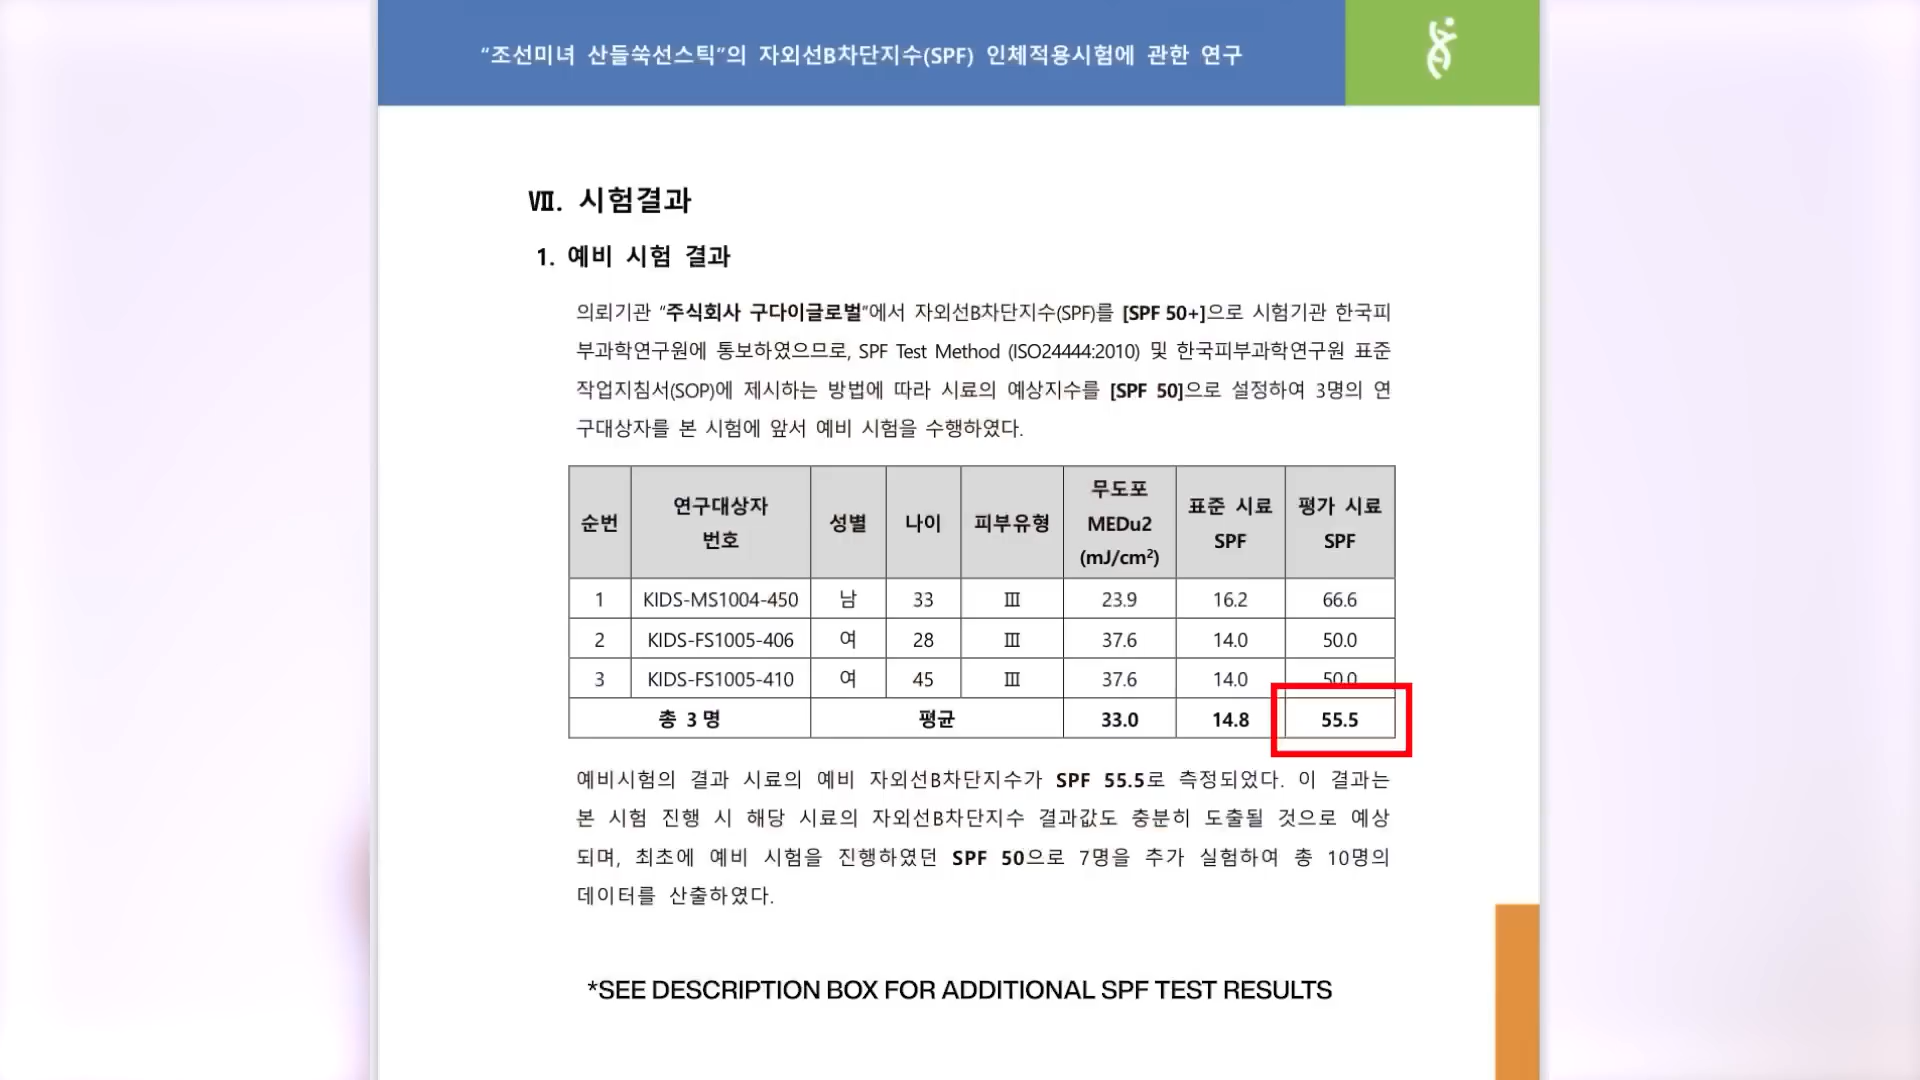 “조선미녀 산들쑥선스틱”의 자외선B차단지수(SPF) 인체적용시험에 관한 연구
Ⅶ. 시험결과
1. 예비 시험 결과
의뢰기관 “주식회사 구다이글로벌”에서 자외선B차단지수(SPF)를 [SPF 50+]으로 시험기관 한국피
부과학연구원에 통보하였으므로, SPF Test Method (ISO24444:2010) 및 한국피부과학연구원 표준
작업지침서(SOP)에 제시하는 방법에 따라 시료의 예상지수를 [SPF 50]으로 설정하여 3명의 연
구대상자를 본 시험에 앞서 예비 시험을 수행하였다.
순번 연구대상자 번호 성별 나이 피부유형 무도포 MEDu2 (mJ/cm²) 표준 시료 SPF 평가 시료 SPF
1 KIDS-MS1004-450 남 33 Ⅲ 23.9 16.2 66.6
2 KIDS-FS1005-406 여 28 Ⅲ 37.6 14.0 50.0
3 KIDS-FS1005-410 여 45 Ⅲ 37.6 14.0 50.0
총 3명 평균 33.0 14.8 55.5
예비시험의 결과 시료의 예비 자외선B차단지수가 SPF 55.5로 측정되었다. 이 결과는
본 시험 진행 시 해당 시료의 자외선B차단지수 결과값도 충분히 도출될 것으로 예상
되며, 최초에 예비 시험을 진행하였던 SPF 50으로 7명을 추가 실험하여 총 10명의
데이터를 산출하였다.
*SEE DESCRIPTION BOX FOR ADDITIONAL SPF TEST RESULTS